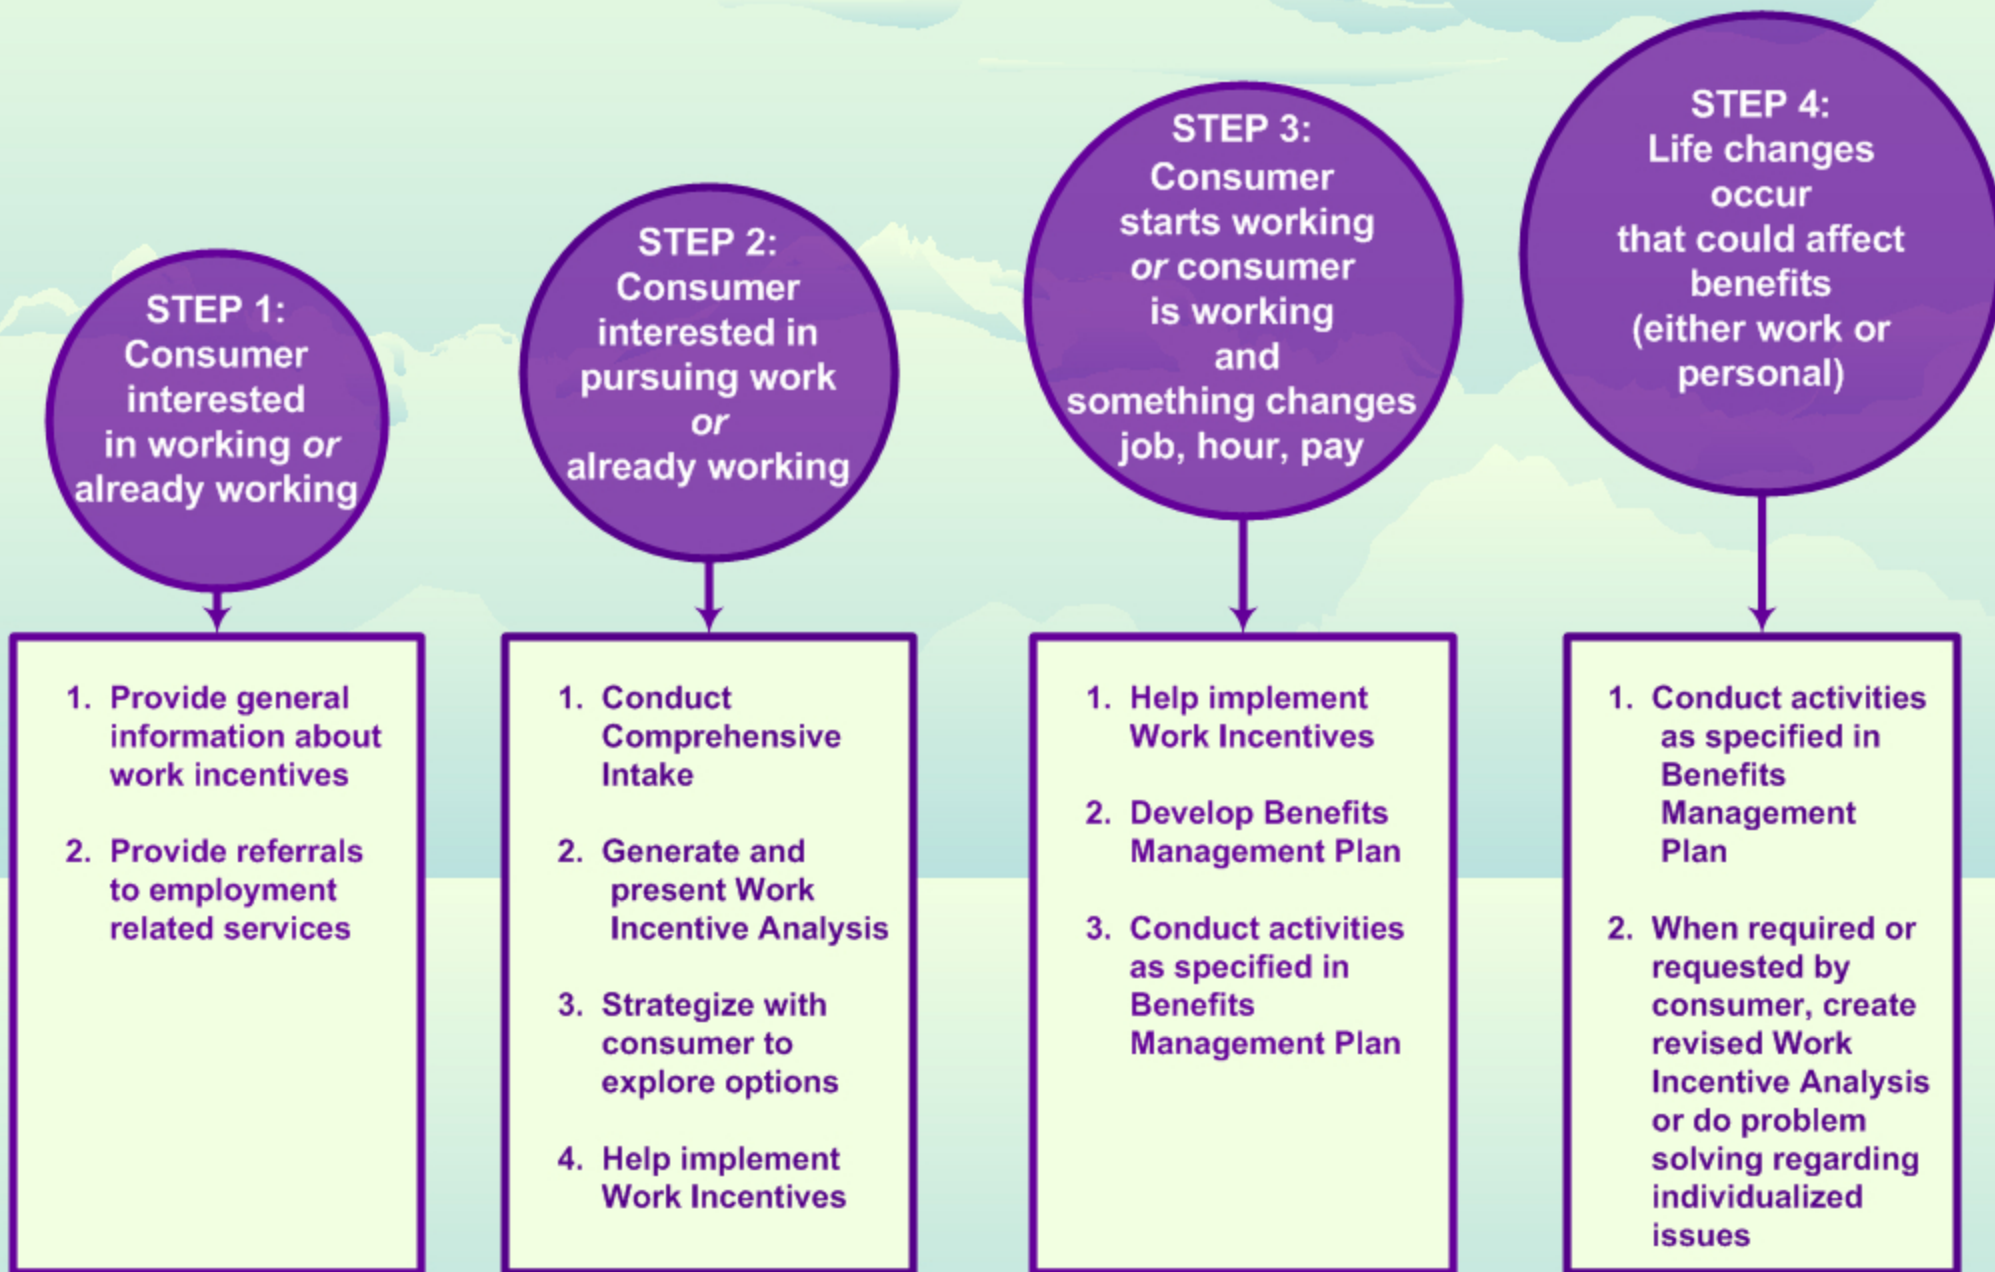 STEP 1:
Consumer
interested
in working or
already working
1. Provide general
information about
work incentives
2. Provide referrals
to employment
related services
STEP 2:
Consumer
interested in
pursuing work
or
already working
1. Conduct
Comprehensive
Intake
2. Generate and
present Work
Incentive Analysis
3. Strategize with
consumer to
explore options
4. Help implement
Work Incentives
STEP 3:
Consumer
starts working
or consumer
is working
and
something changes
job, hour, pay
1. Help implement
Work Incentives
2. Develop Benefits
Management Plan
3. Conduct activities
as specified in
Benefits
Management Plan
STEP 4:
Life changes
occur
that could affect
benefits
(either work or
personal)
1. Conduct activities
as specified in
Benefits
Management
Plan
2. When required or
requested by
consumer, create
revised Work
Incentive Analysis
or do problem
solving regarding
individualized
issues